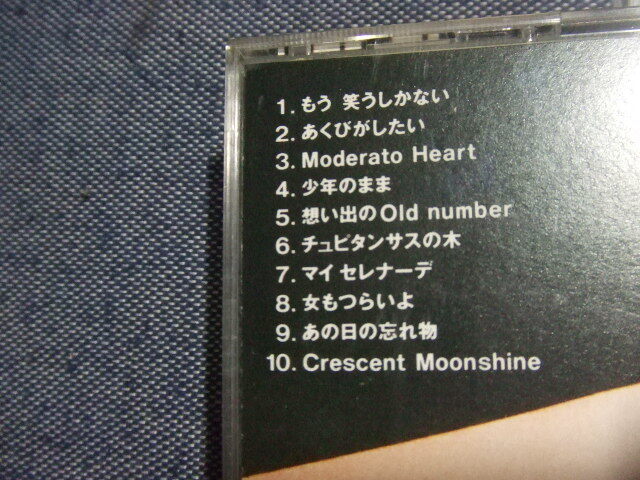 1. もう 笑うしかない
2. あくびがしたい
3. Moderato Heart
4. 少年のまま
5. 想い出のOld number
6. チュピタンサスの木
7. マイ セレナーデ
8. 女もつらいよ
9. あの日の忘れ物
10. Crescent Moonshine